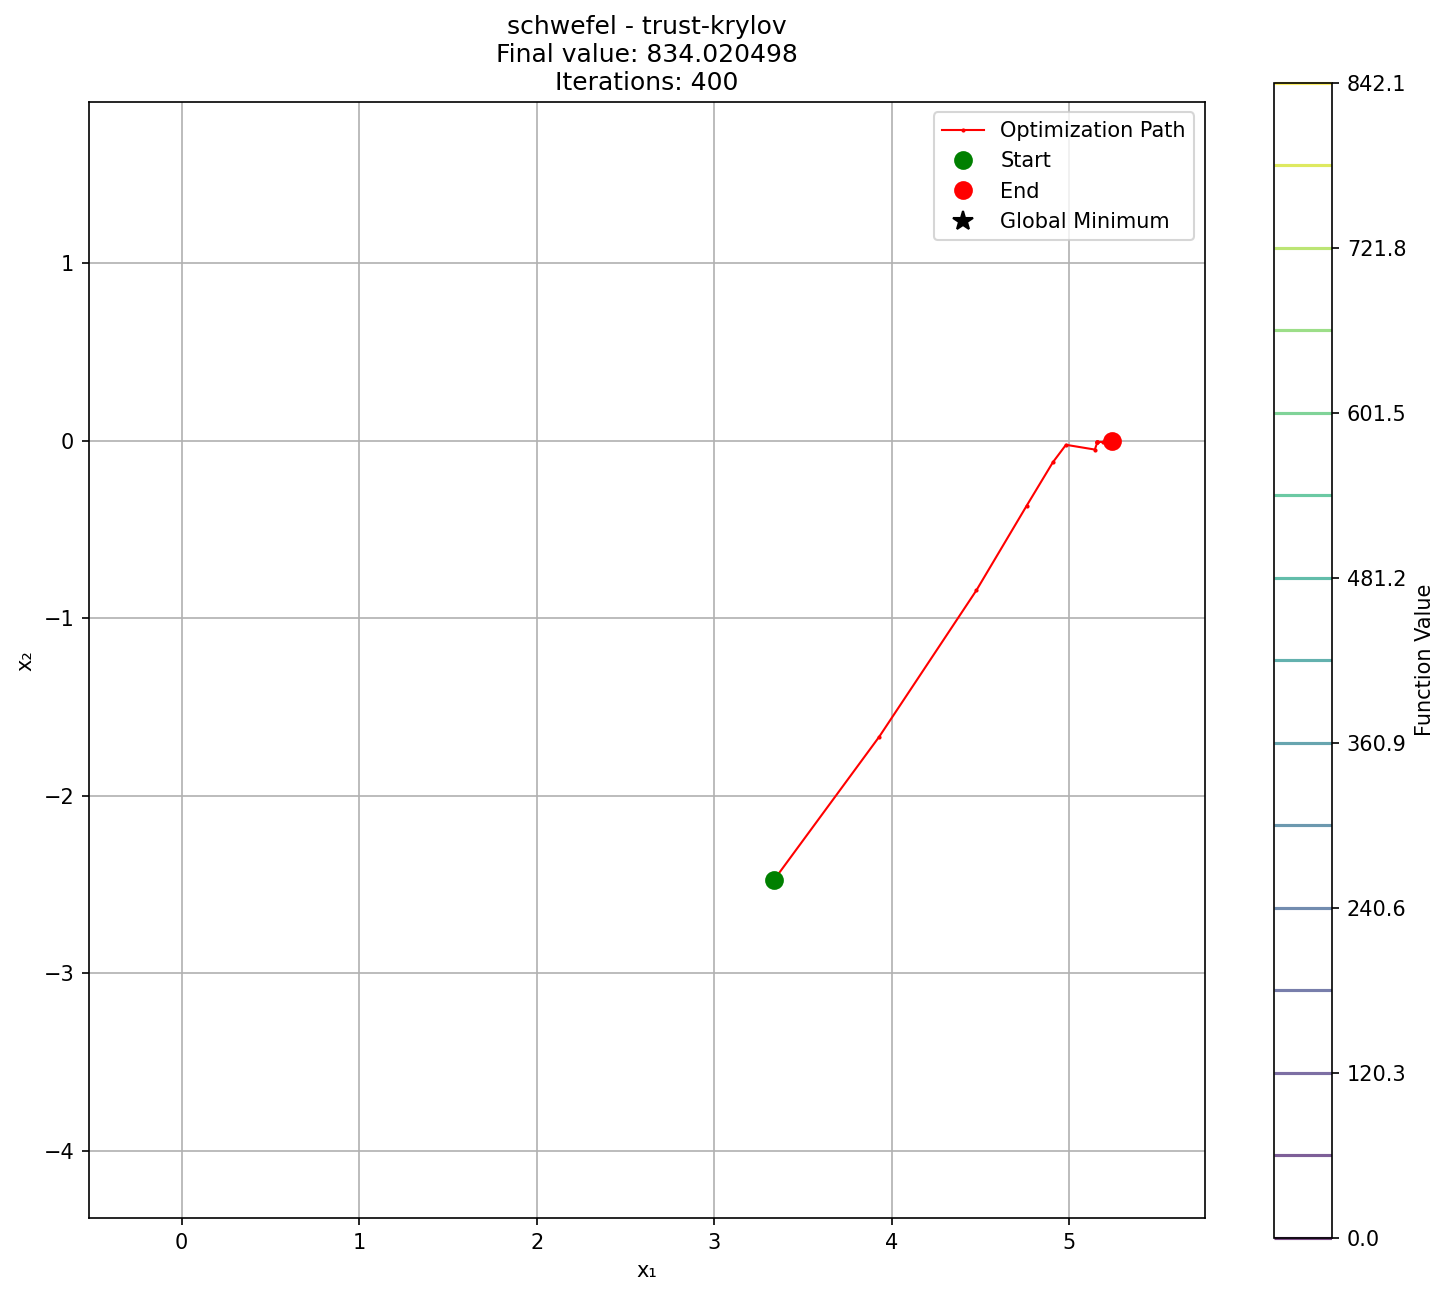 schwefel - trust-krylov
Final value: 834.020498
Iterations: 400
Optimization Path
Start
End
Global Minimum
1
0
−1
−2
−3
−4
x₂
0
1
2
3
4
5
x₁
842.1
721.8
601.5
481.2
360.9
240.6
120.3
0.0
Function Value